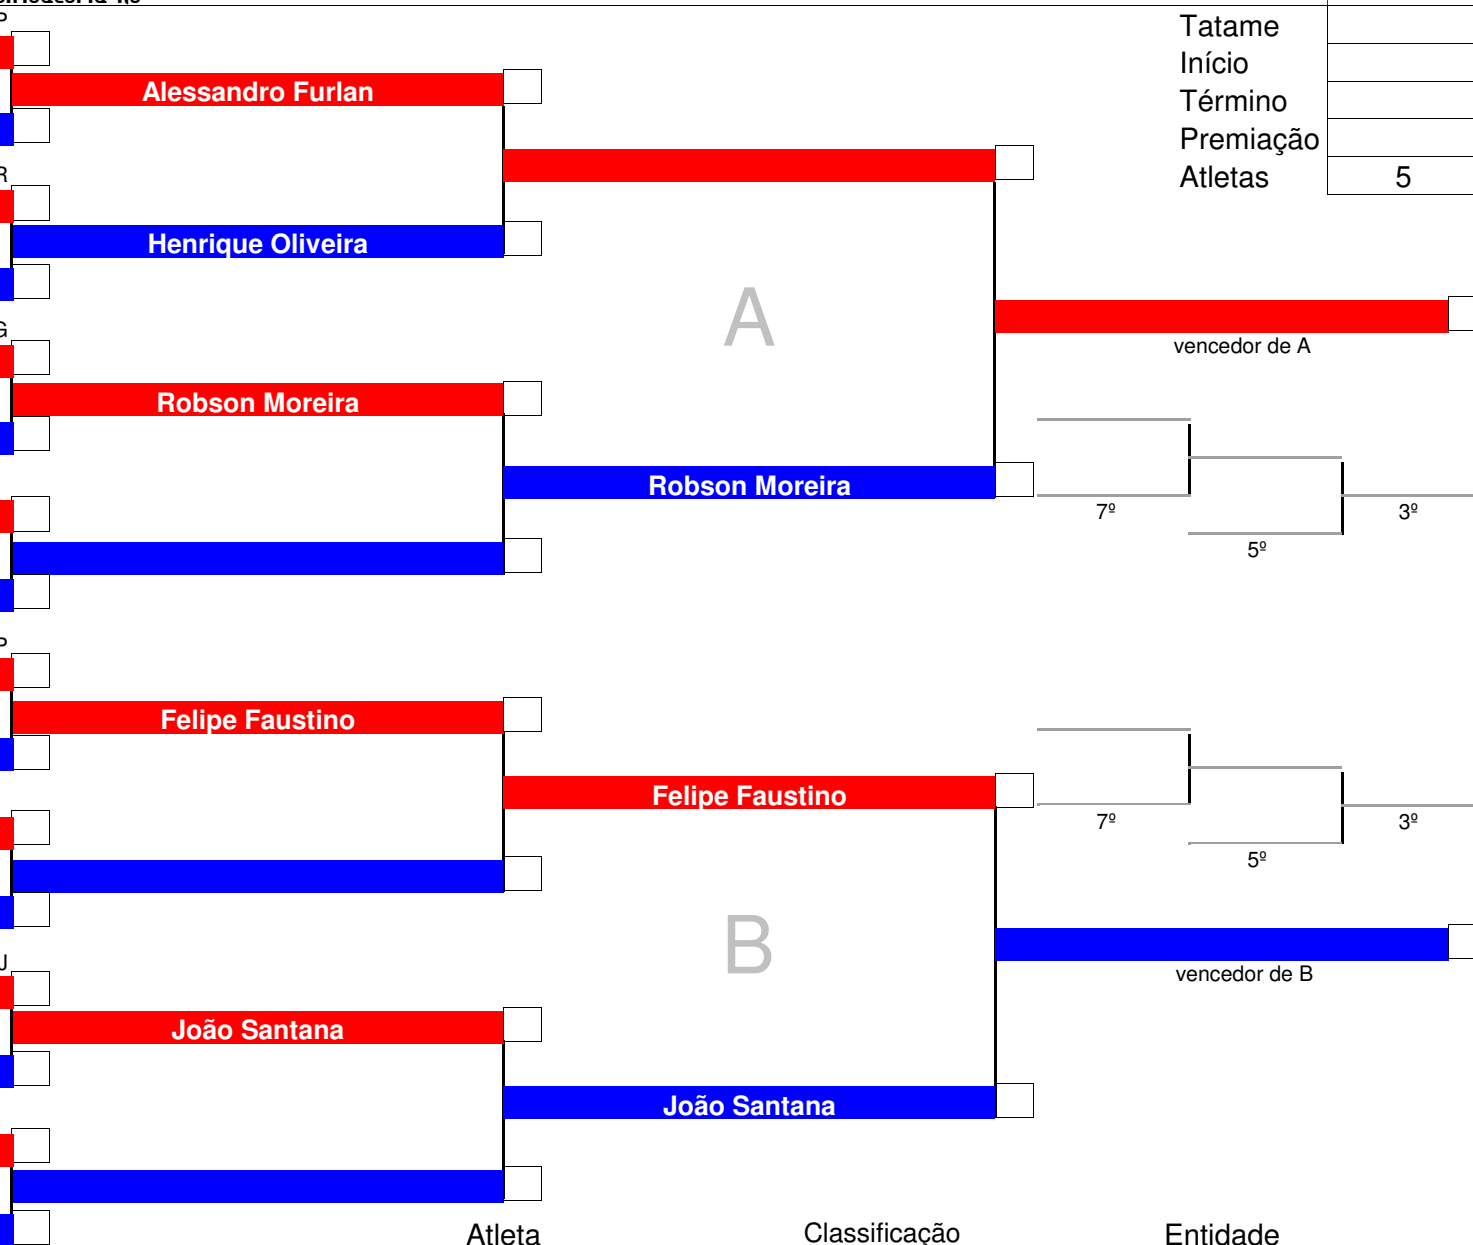 P
Tatame
Início
Alessandro Furlan
Término
Premiação
R
Atletas 5
Henrique Oliveira
A
G
vencedor de A
Robson Moreira
Robson Moreira
7º 3º
5º
P
Felipe Faustino
Felipe Faustino
7º 3º
5º
B
U
vencedor de B
João Santana
João Santana
Atleta Classificação Entidade